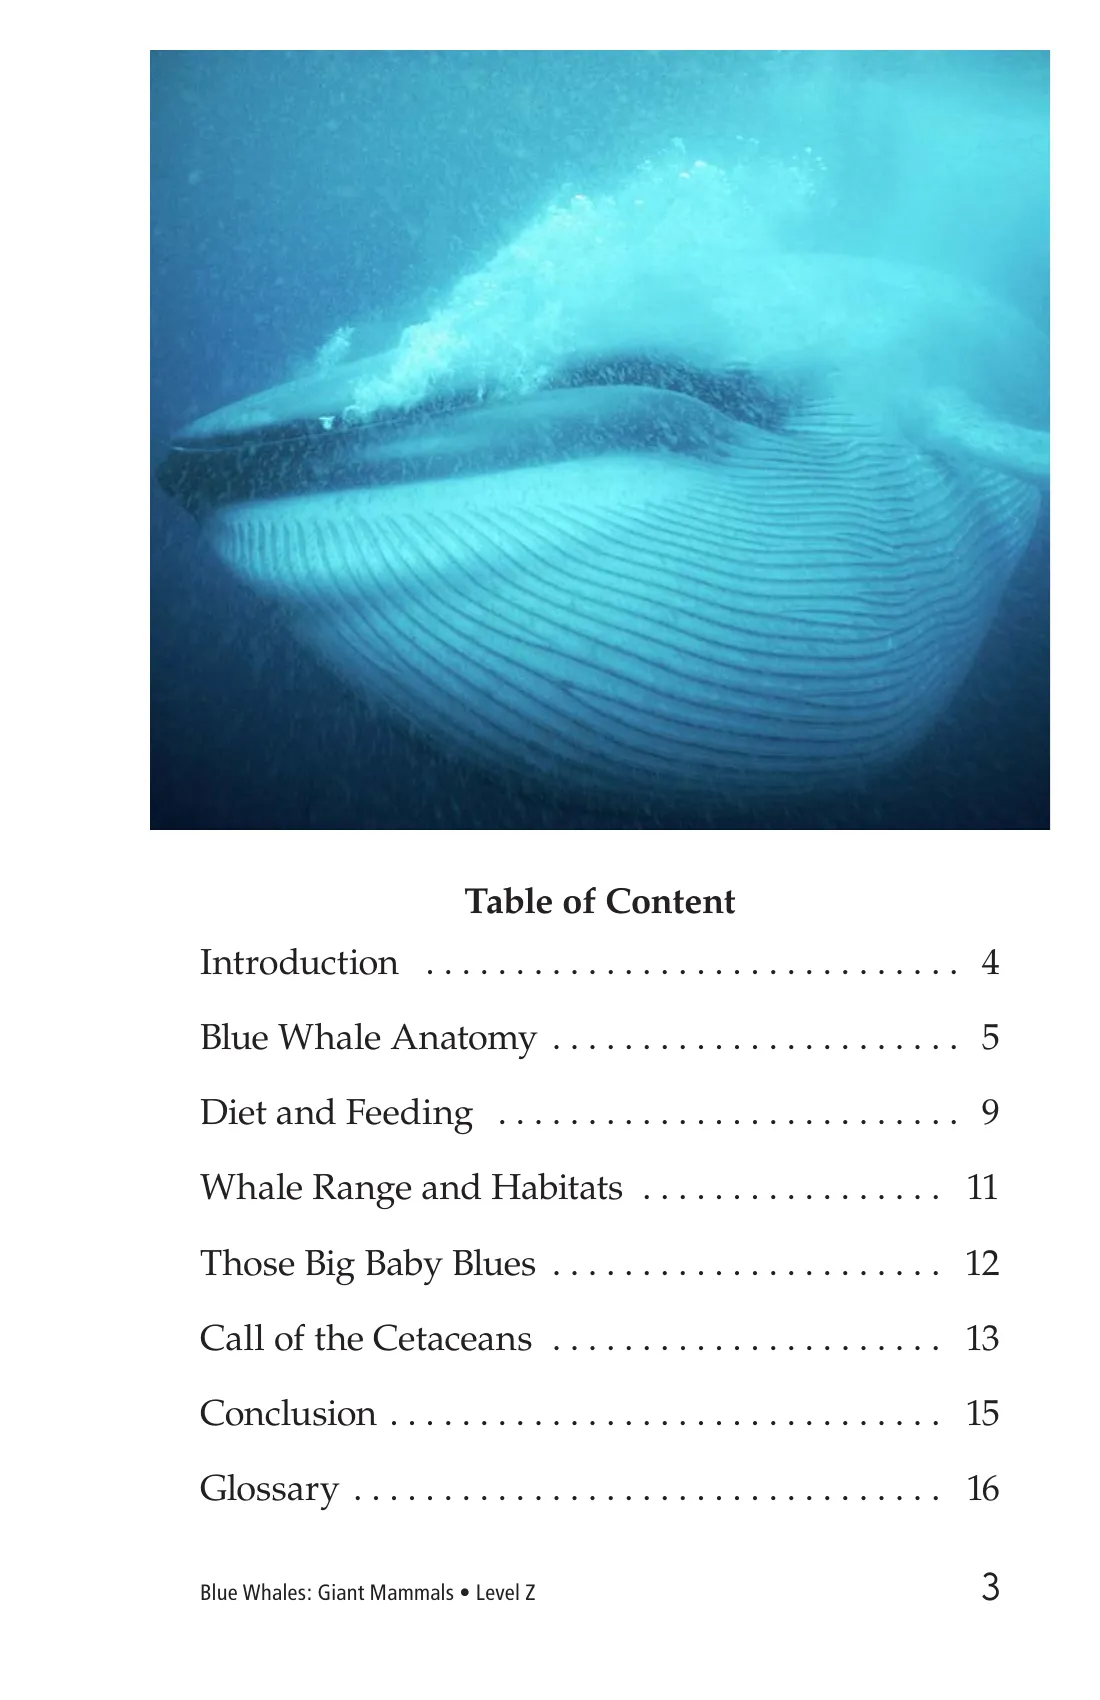 Table of Content
Introduction . . . . . . . . . . . . . . . . . . . . . . . . . . . . . . 4
Blue Whale Anatomy . . . . . . . . . . . . . . . . . . . . . . . 5
Diet and Feeding . . . . . . . . . . . . . . . . . . . . . . . . . . 9
Whale Range and Habitats . . . . . . . . . . . . . . . . . 11
Those Big Baby Blues . . . . . . . . . . . . . . . . . . . . . . 12
Call of the Cetaceans . . . . . . . . . . . . . . . . . . . . . . 13
Conclusion . . . . . . . . . . . . . . . . . . . . . . . . . . . . . . . 15
Glossary . . . . . . . . . . . . . . . . . . . . . . . . . . . . . . . . . 16
Blue Whales: Giant Mammals • Level Z 3